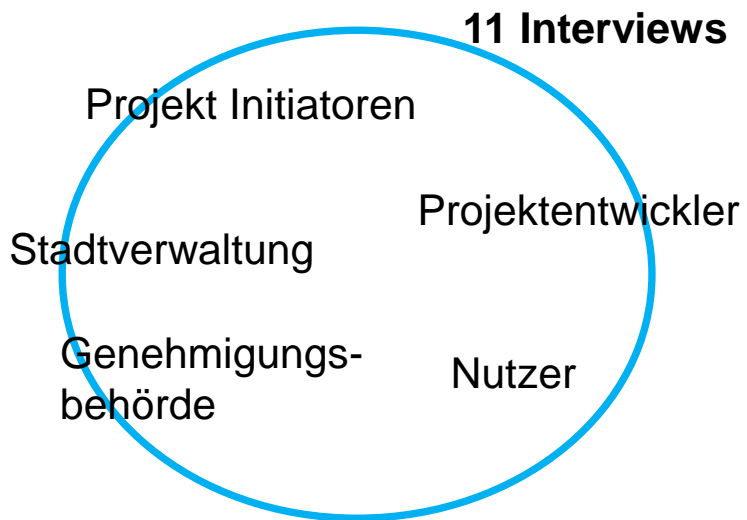 11 Interviews
Projekt Initiatoren
Projektentwickler
Stadtverwaltung
Genehmigungs-
behörde
Nutzer